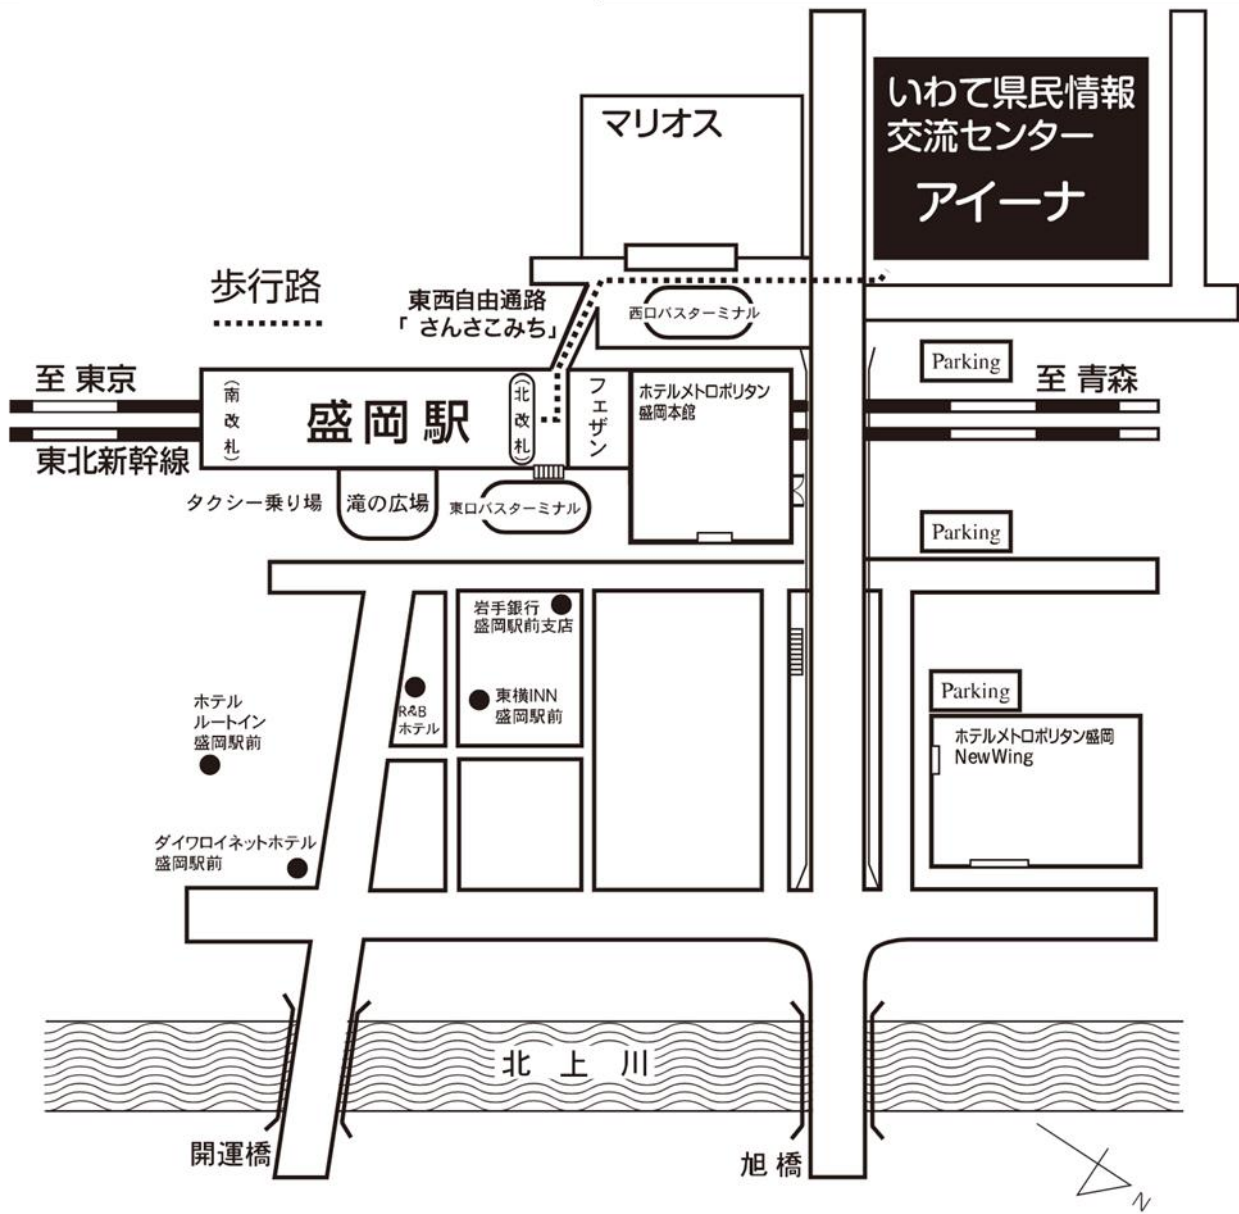 いわて県民情報
交流センター
アイーナ
マリオス
歩行路
東西自由通路
「さんさこみち」
西口バスターミナル
Parking
至 東京
至 青森
東北新幹線
(南改札)
盛岡駅
(北改札)
フェザン
ホテルメトロポリタン
盛岡本館
タクシー乗り場
滝の広場
東口バスターミナル
Parking
岩手銀行
盛岡駅前支店
R&B
ホテル
東横INN
盛岡駅前
ホテル
ルートイン
盛岡駅前
Parking
ホテルメトロポリタン盛岡
NewWing
ダイワロイネットホテル
盛岡駅前
北上川
開運橋
旭橋
N